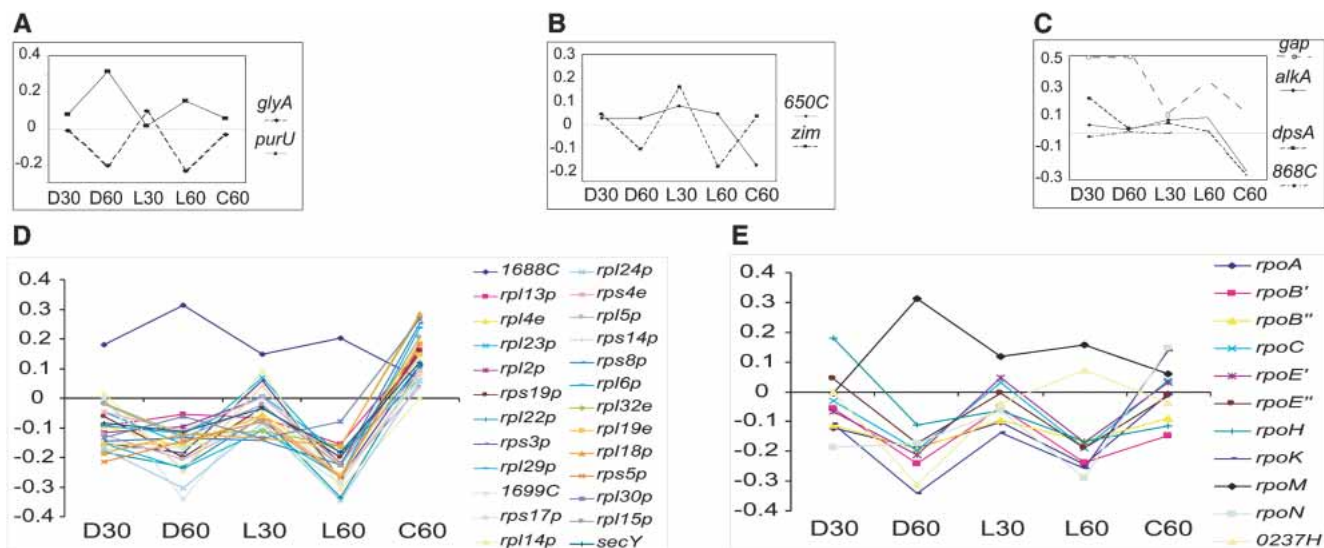 A
0.4
0.2
0
-0.2
D30 D60 L30 L60 C60
glyA
purU
B
0.3
0.2
0.1
0
-0.1
-0.2
D30 D60 L30 L60 C60
650C
zim
C
0.5
0.3
0.1
-0.1
-0.3
D30 D60 L30 L60 C60
gap
alkA
dpsA
868C
D
0.4
0.3
0.2
0.1
0
-0.1
-0.2
-0.3
-0.4
D30 D60 L30 L60 C60
1688C
rpl13p
rpl4e
rpl23p
rpl2p
rps19p
rpl22p
rps3p
rpl29p
1699C
rps17p
rpl14p
rpl24p
rps4e
rpl5p
rps14p
rps8p
rpl6p
rpl32e
rpl19e
rpl18p
rps5p
rpl30p
rpl15p
secY
E
0.4
0.3
0.2
0.1
0
-0.1
-0.2
-0.3
-0.4
D30 D60 L30 L60 C60
rpoA
rpoB'
rpoB"
rpoC
rpoE'
rpoE"
rpoH
rpoK
rpoM
rpoN
0237H